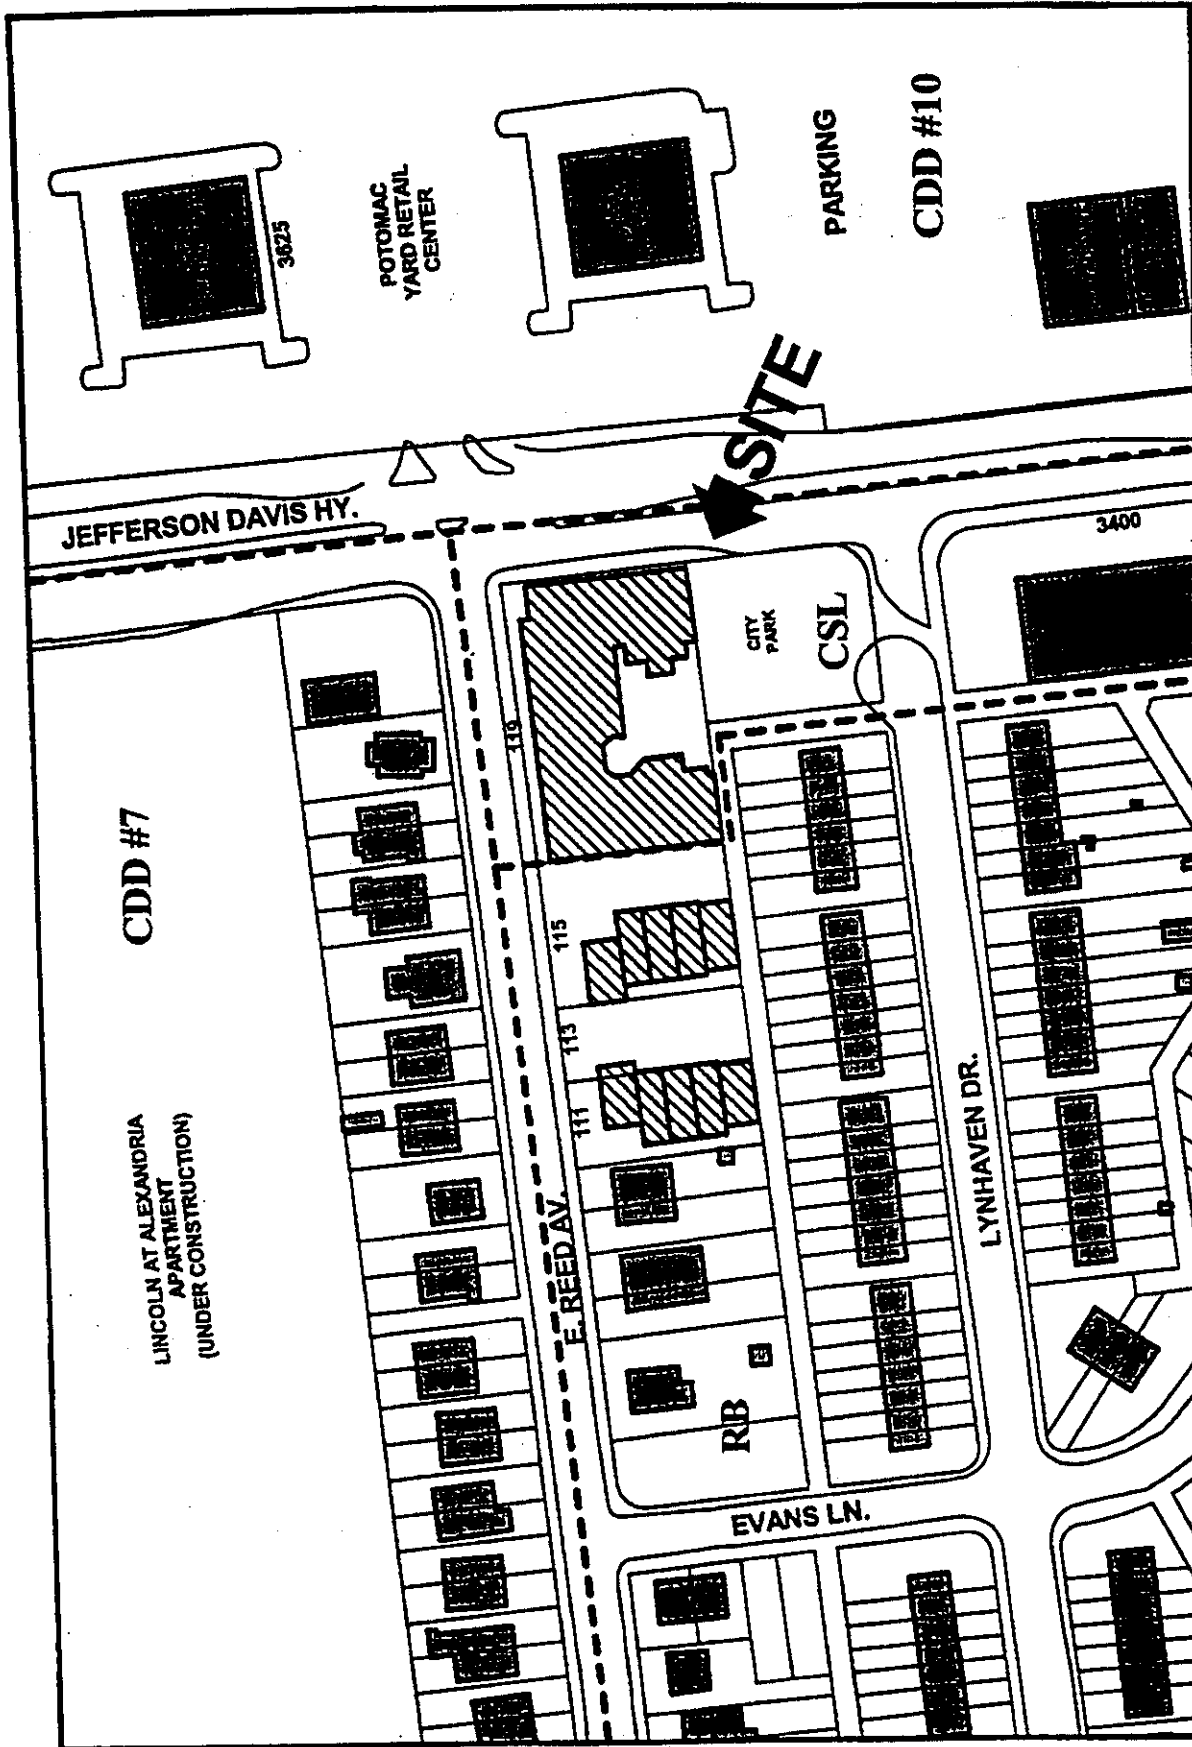 3625
POTOMAC
YARD RETAIL
CENTER
PARKING
CDD #10
SITE
JEFFERSON DAVIS HY.
3400
CITY
PARK
CSL
119
CDD #7
115
113
111
LINCOLN AT ALEXANDRIA
APARTMENT
(UNDER CONSTRUCTION)
E. REED AV.
LYNHAVEN DR.
RB
EVANS LN.